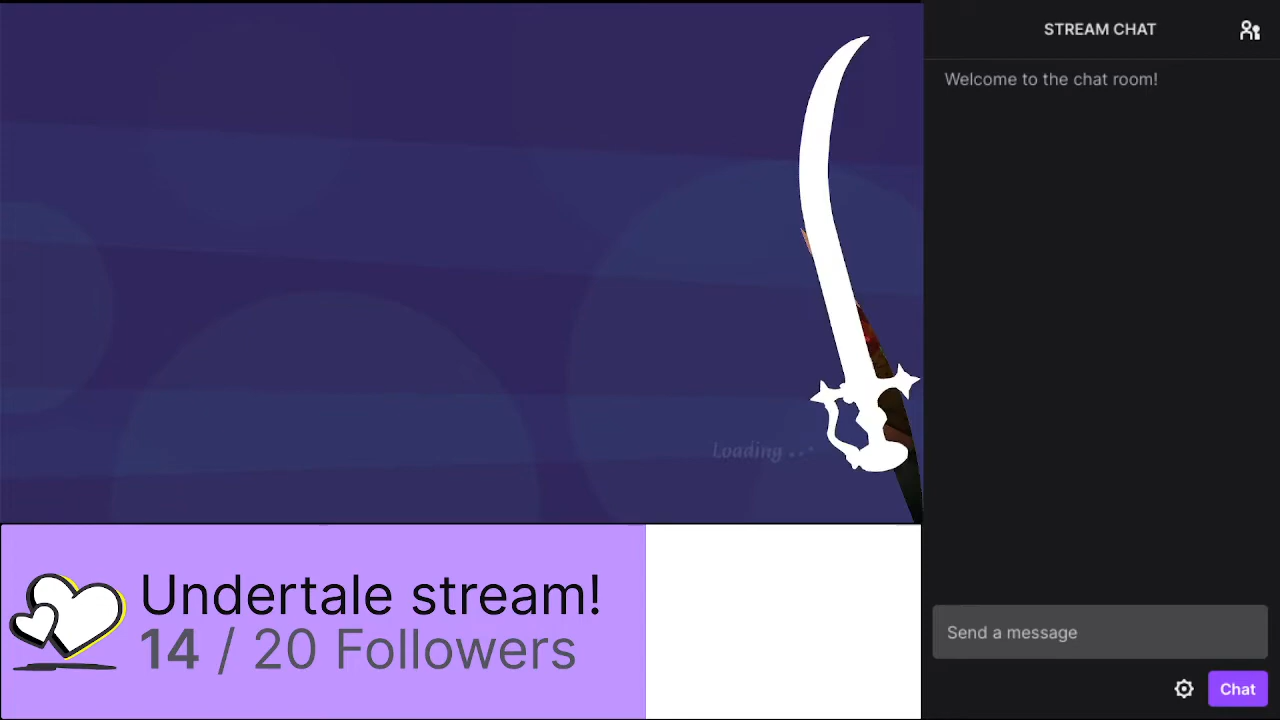 STREAM CHAT
Welcome to the chat room!
Loading ...
Undertale stream!
14 / 20 Followers
Send a message
Chat